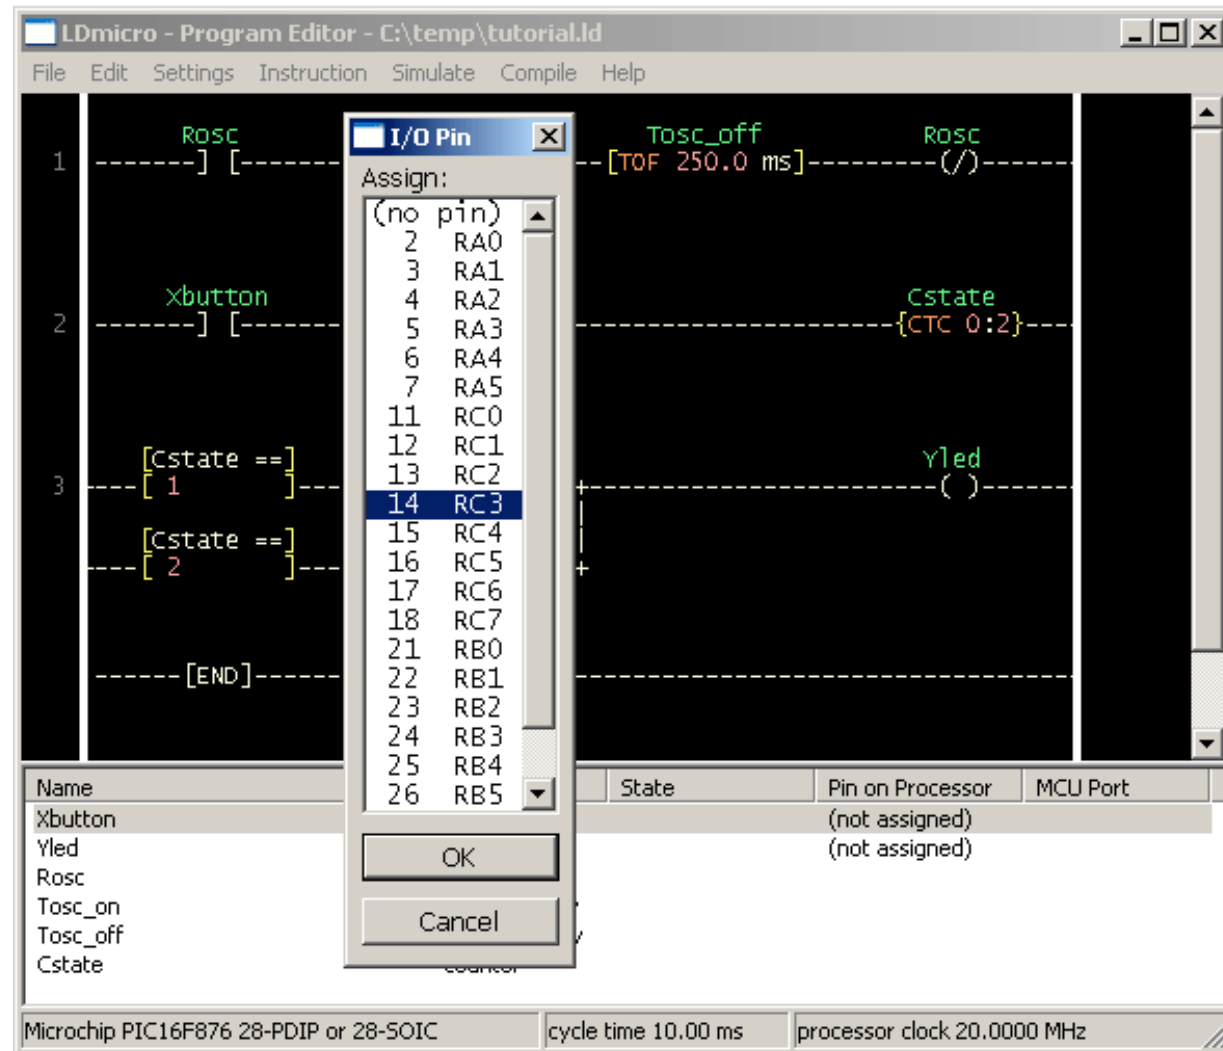 LDmicro - Program Editor - C:\temp\tutorial.ld
File Edit Settings Instruction Simulate Compile Help
Rosc Tosc_off Rosc
1 -------] [------- --[TOF 250.0 ms]---------(/)------
Xbutton Cstate
2 -------] [------- ----------------------{CTC 0:2}----
[Cstate ==] Yled
3 ----[ 1 ]--- +------------------------( )------
[Cstate ==] |
----[ 2 ]--- +
------[END]------ ----------------------------------
I/O Pin
Assign:
(no pin)
2 RA0
3 RA1
4 RA2
5 RA3
6 RA4
7 RA5
11 RC0
12 RC1
13 RC2
14 RC3
15 RC4
16 RC5
17 RC6
18 RC7
21 RB0
22 RB1
23 RB2
24 RB3
25 RB4
26 RB5
OK
Cancel
Name State Pin on Processor MCU Port
Xbutton (not assigned)
Yled (not assigned)
Rosc
Tosc_on
Tosc_off
Cstate
Microchip PIC16F876 28-PDIP or 28-SOIC cycle time 10.00 ms processor clock 20.0000 MHz